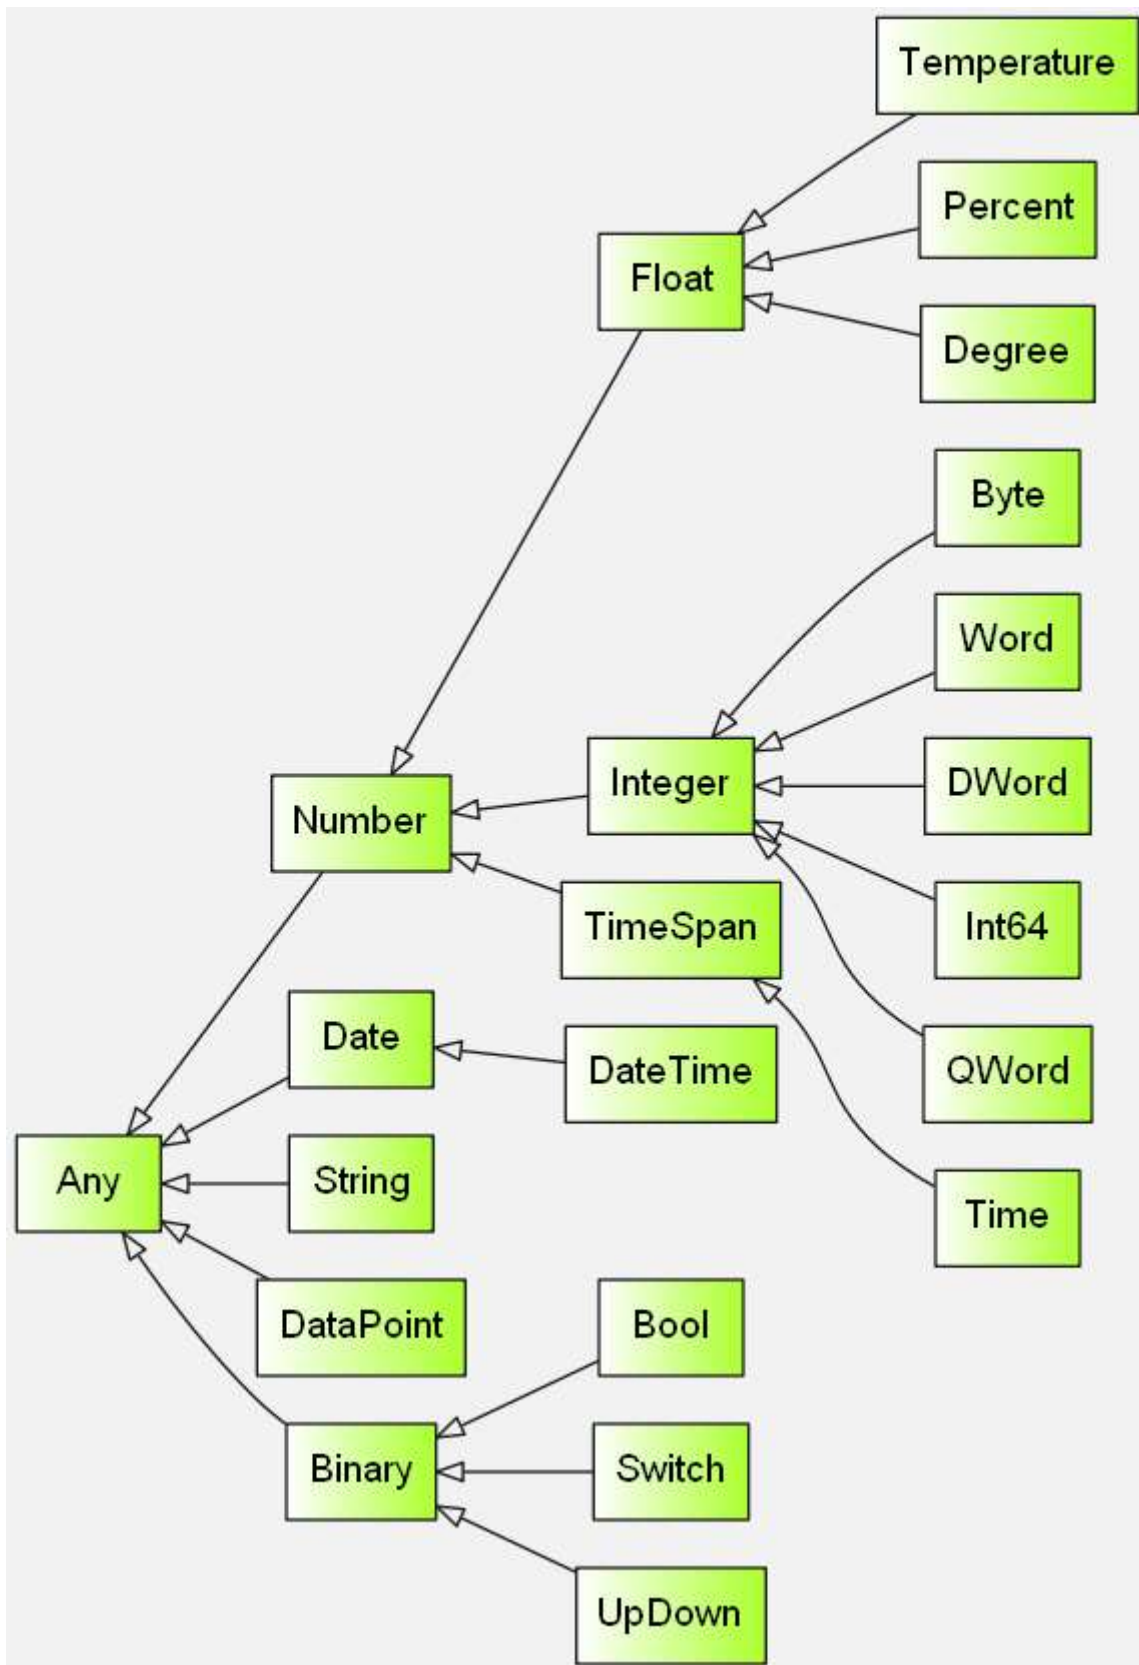 Temperature
Percent
Float
Degree
Byte
Word
Integer
DWord
Number
TimeSpan
Int64
Date
DateTime
QWord
Any
String
Time
DataPoint
Bool
Binary
Switch
UpDown